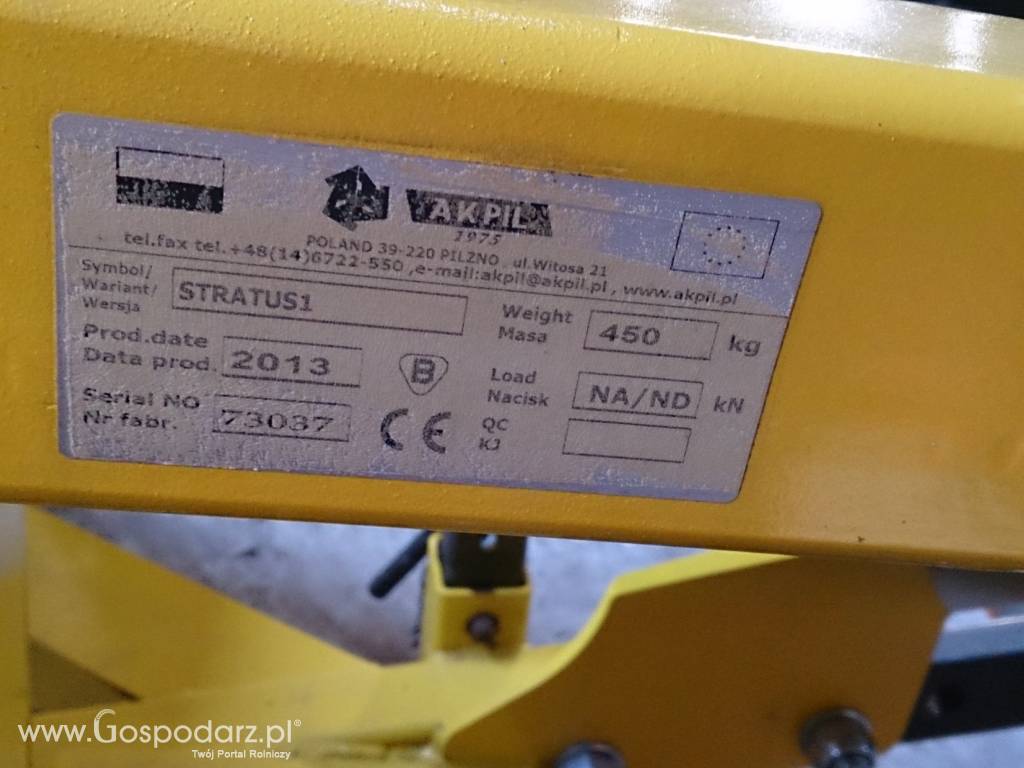 AKPIL
1975
POLAND 39-220 PILZNO ul.Witosa 21
tel.fax tel.+48(14)6722-550 ,e-mail:akpil@akpil.pl , www.akpil.pl
Symbol/
Wariant/
Wersja
STRATUS1
Weight
Masa
450
kg
Prod.date
Data prod.
2013
B
Load
Nacisk
NA/ND
kN
Serial NO
Nr fabr.
73037
CE
QC
KJ
www.Gospodarz.pl®
Twój Portal Rolniczy